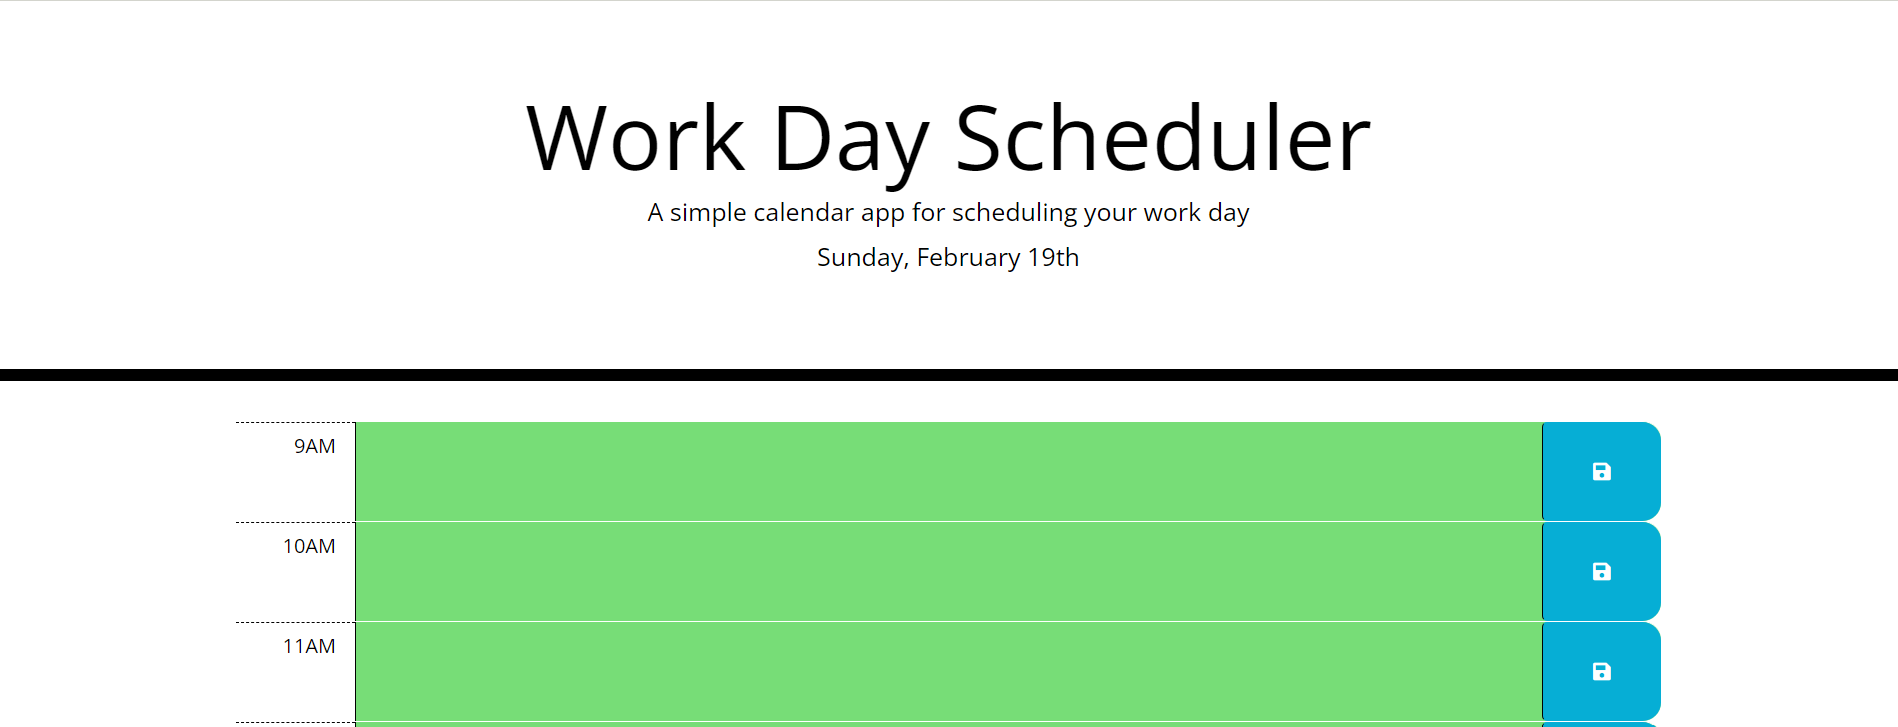 Work Day Scheduler
A simple calendar app for scheduling your work day
Sunday, February 19th
9AM
10AM
11AM